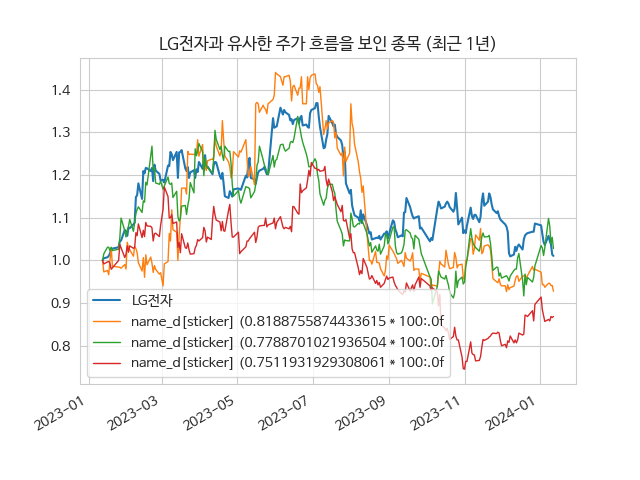 LG전자과 유사한 주가 흐름을 보인 종목 (최근 1년)
1.4
1.3
1.2
1.1
1.0
0.9
0.8
LG전자
name_d[sticker] (0.8188755874433615 * 100:.0f
name_d[sticker] (0.7788701021936504 * 100:.0f
name_d[sticker] (0.7511931929308061 * 100:.0f
2023-01
2023-03
2023-05
2023-07
2023-09
2023-11
2024-01